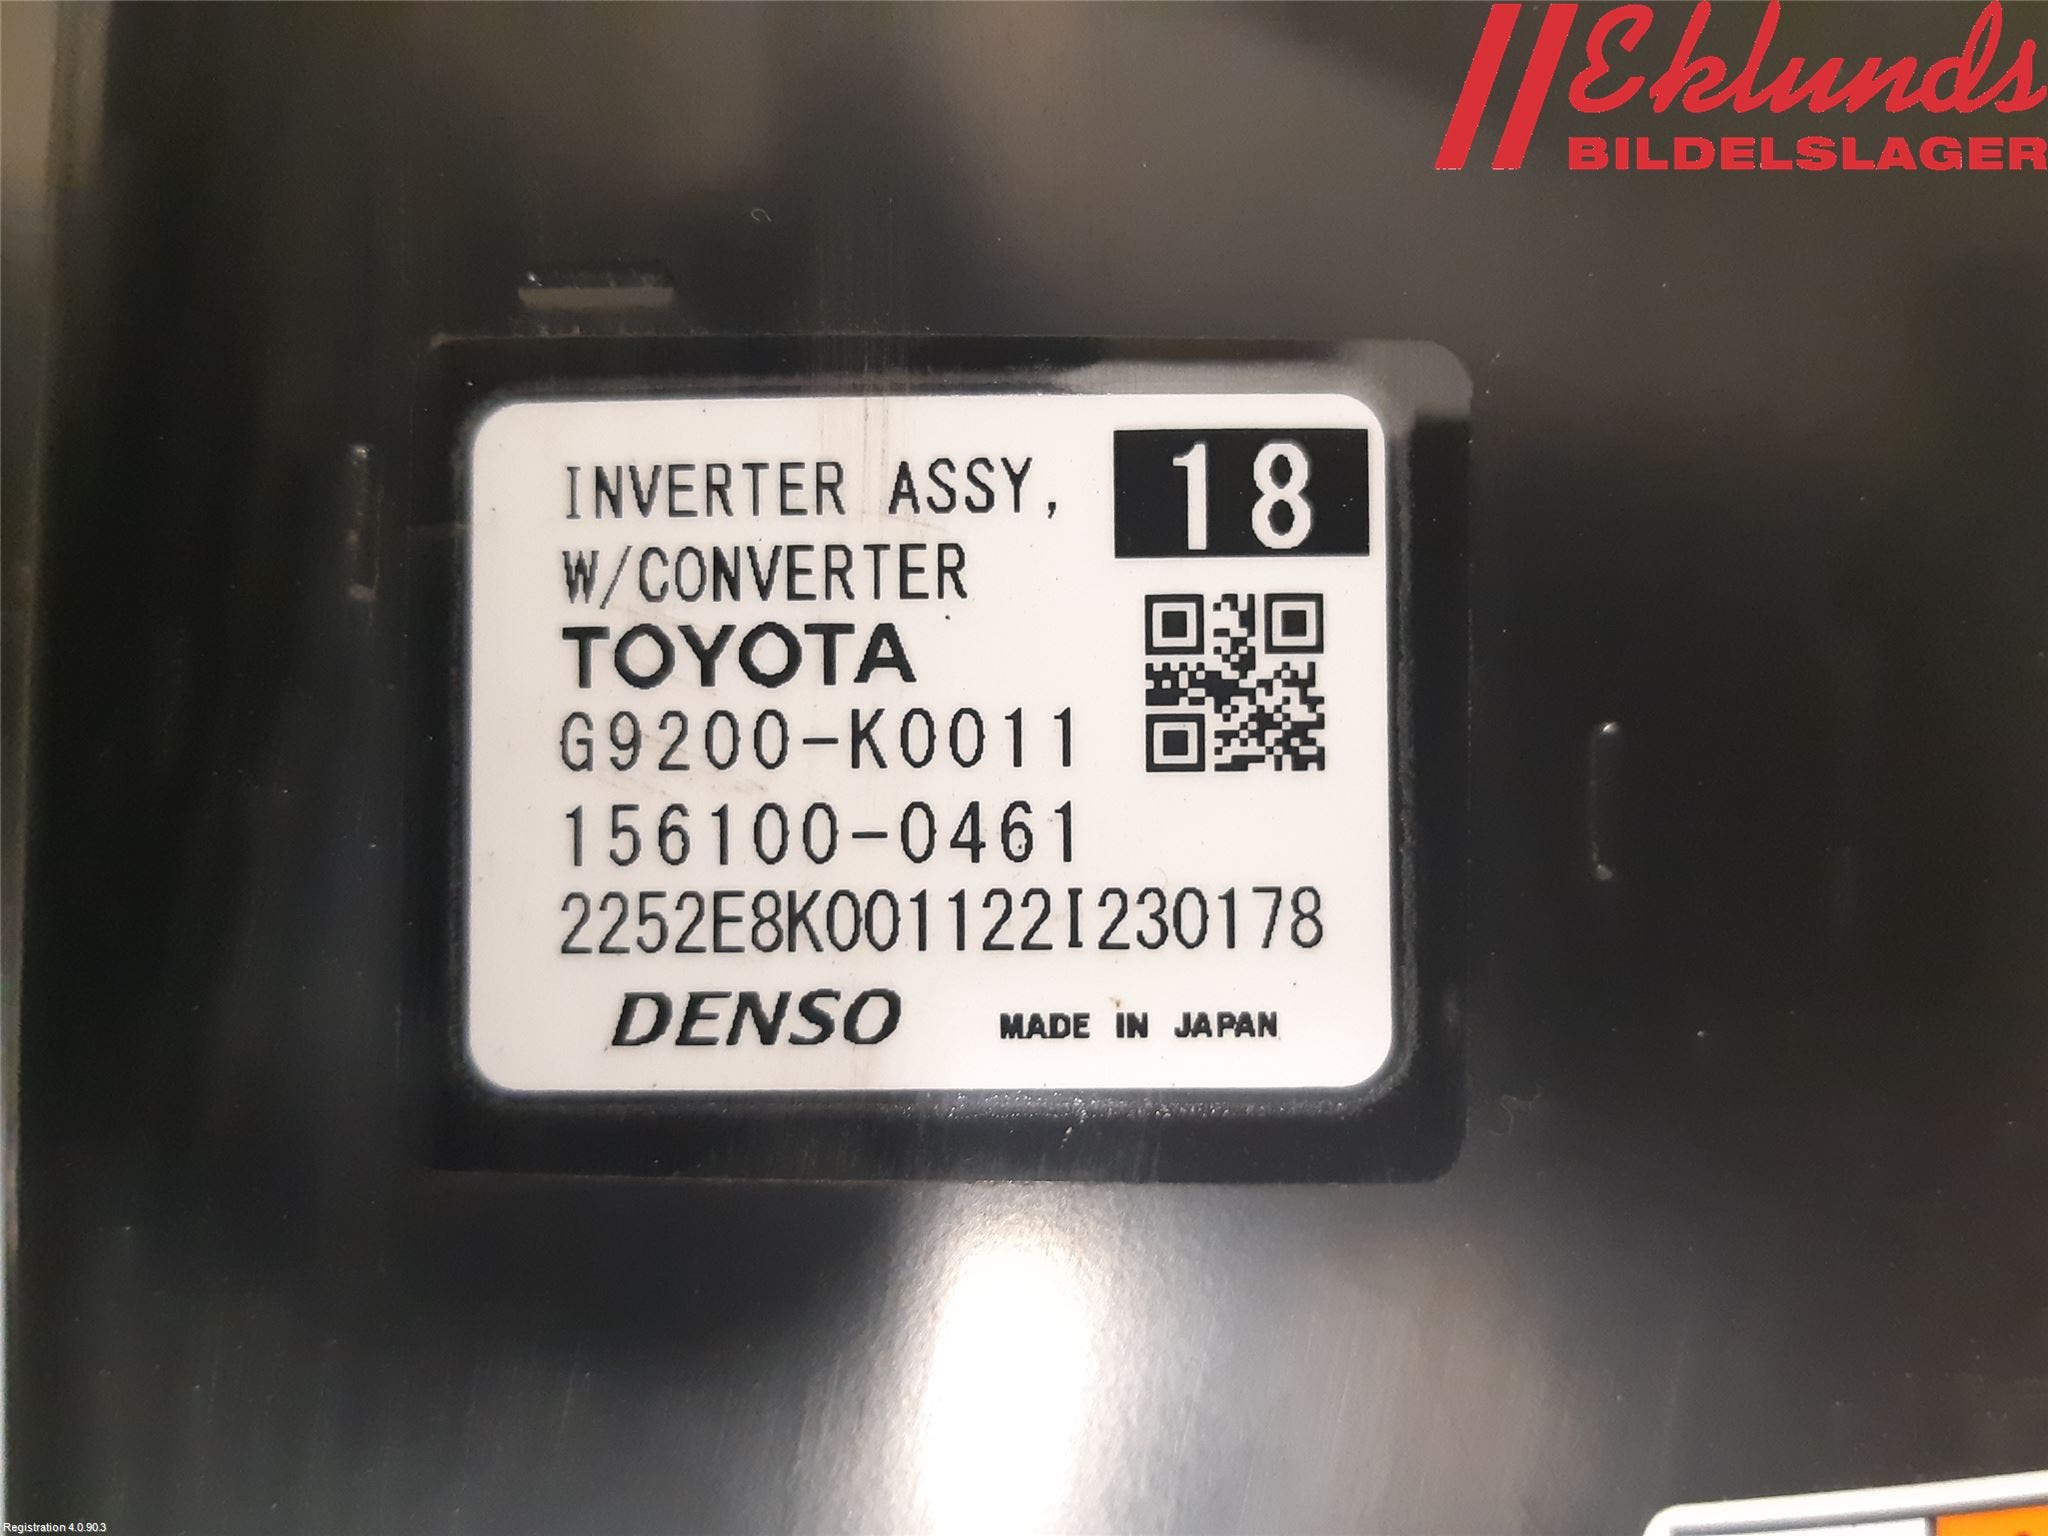 Eklunds
BILDELSLAGER
INVERTER ASSY,
18
W/CONVERTER
TOYOTA
G9200-K0011
156100-0461
2252E8K001122I230178
DENSO
MADE IN JAPAN
Registration 4.0.90.3